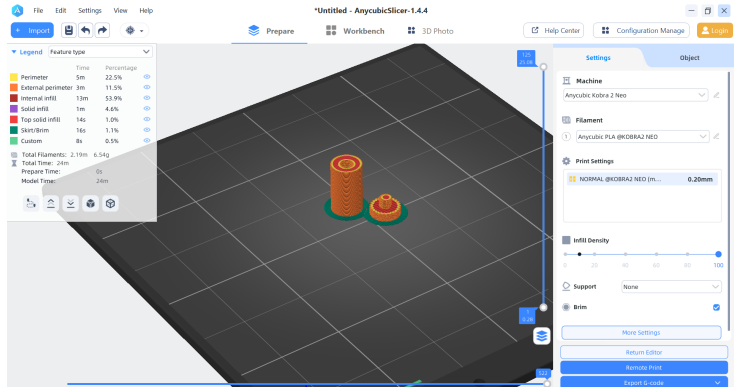 File Edit Settings View Help
*Untitled - AnycubicSlicer-1.4.4
+ Import
Prepare
Workbench
3D Photo
Help Center
Configuration Manage
Login
Legend Feature type
Time Percentage
Perimeter 5m 22.5%
External perimeter 3m 11.5%
Internal infill 13m 53.9%
Solid infill 1m 4.6%
Top solid infill 14s 1.0%
Skirt/Brim 16s 1.1%
Custom 8s 0.5%
Total Filaments: 2.19m 6.54g
Total Time: 24m
Prepare Time: 0s
Model Time: 24m
125
25.08
1
0.28
522
Settings
Object
Machine
Anycubic Kobra 2 Neo
Filament
1 Anycubic PLA @KOBRA2 NEO
Print Settings
NORMAL @KOBRA2 NEO (m... 0.20mm
Infill Density
0 20 40 60 80 100
Support None
Brim
More Settings
Return Editor
Remote Print
Export G-code